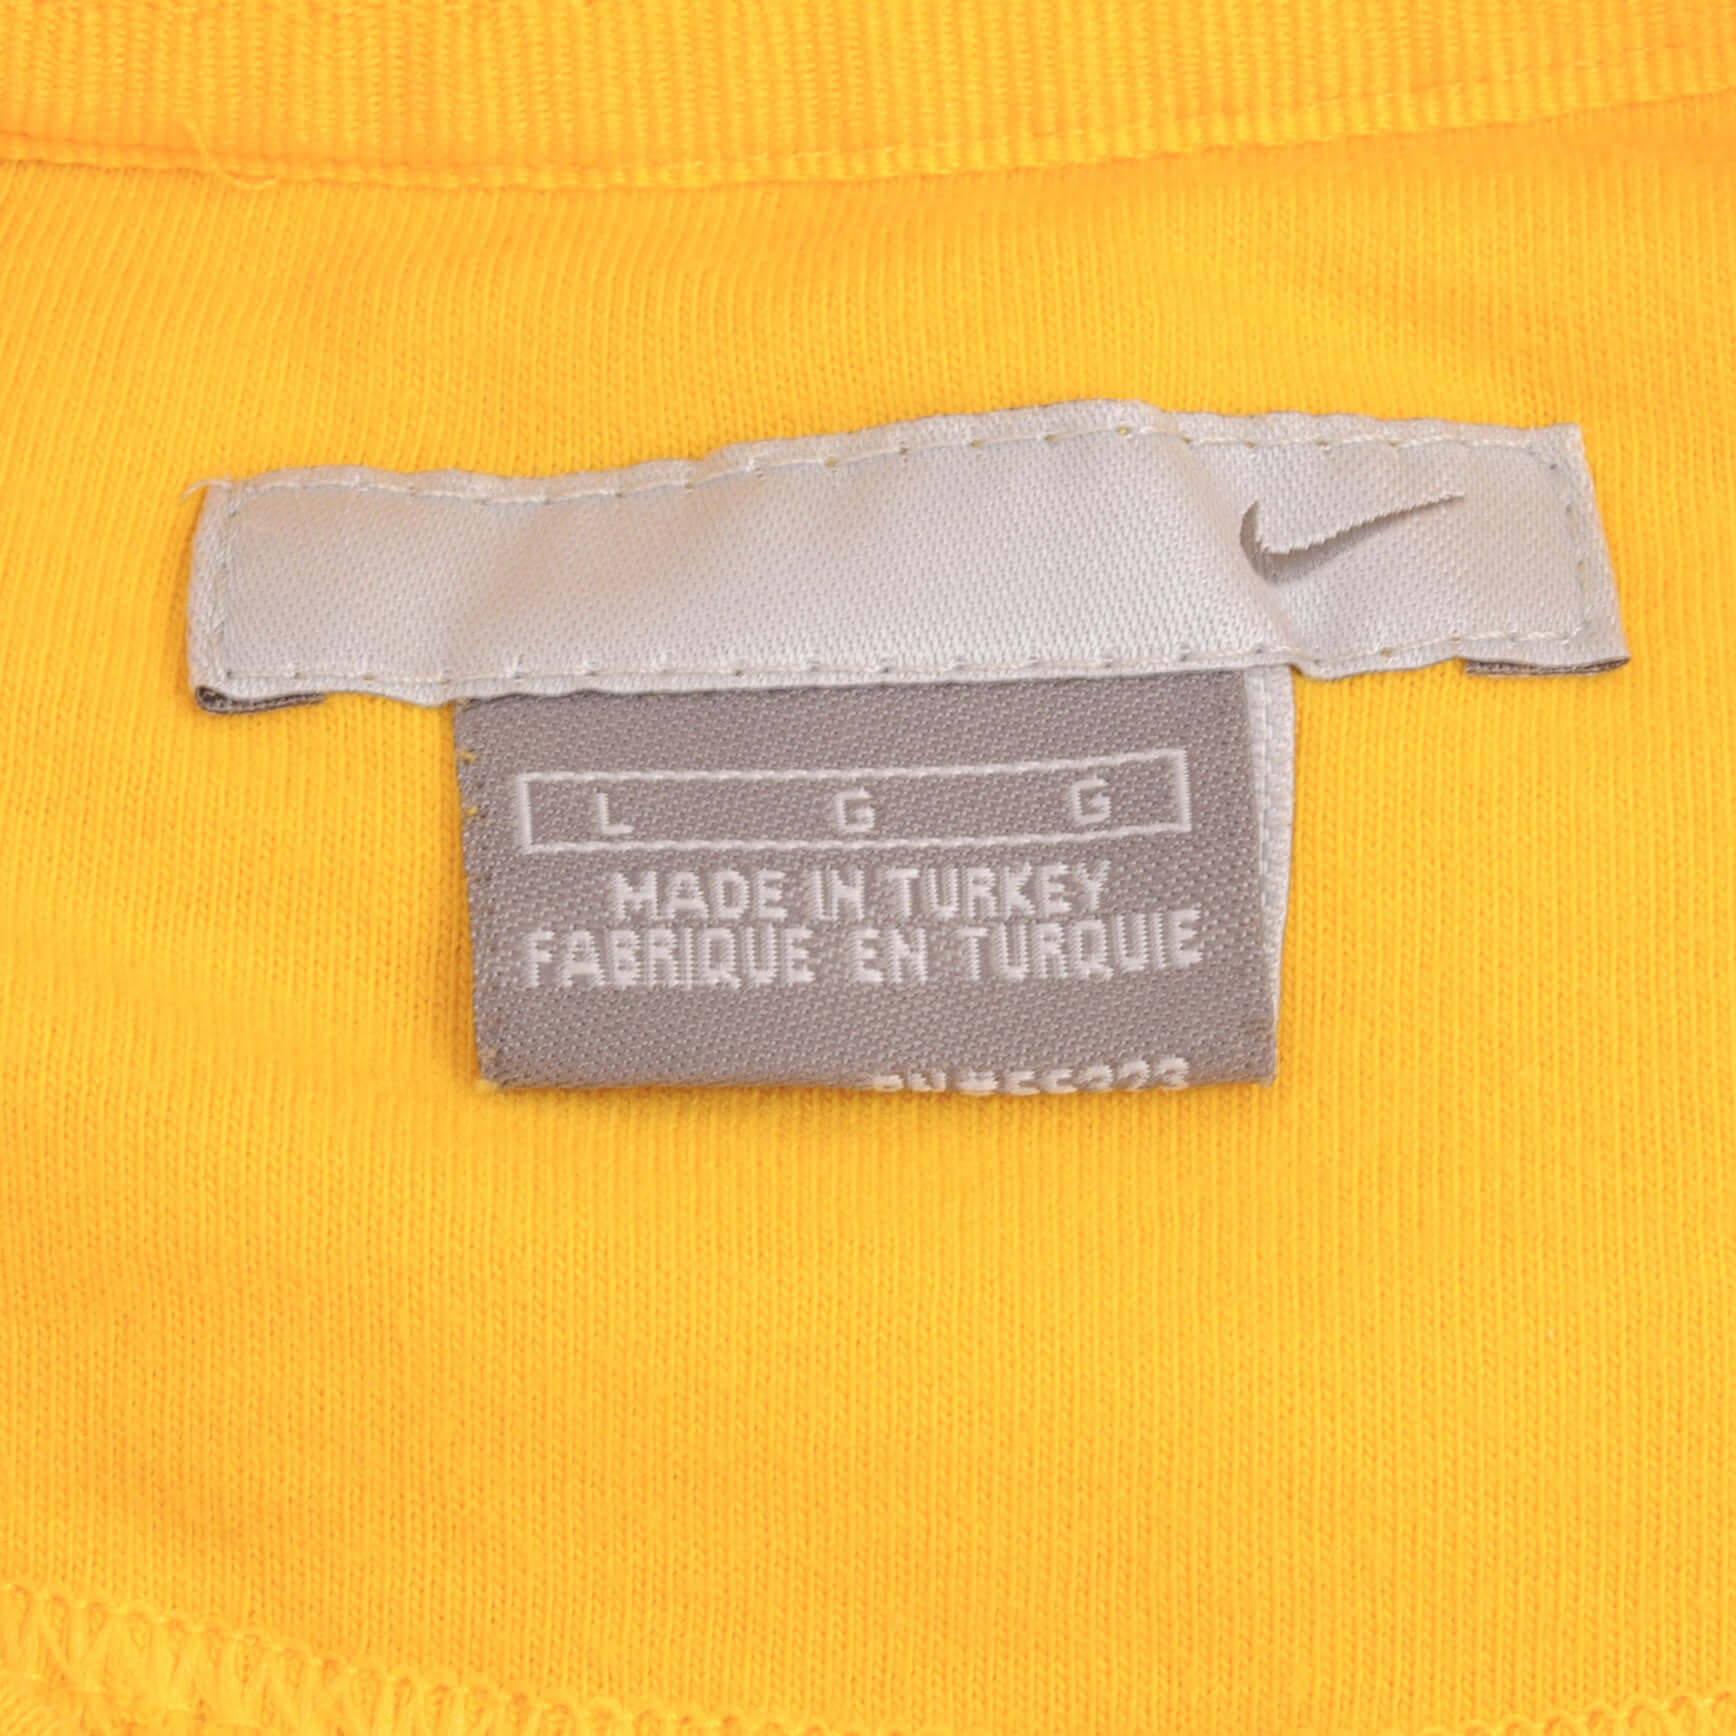 L G G
MADE IN TURKEY
FABRIQUE EN TURQUIE